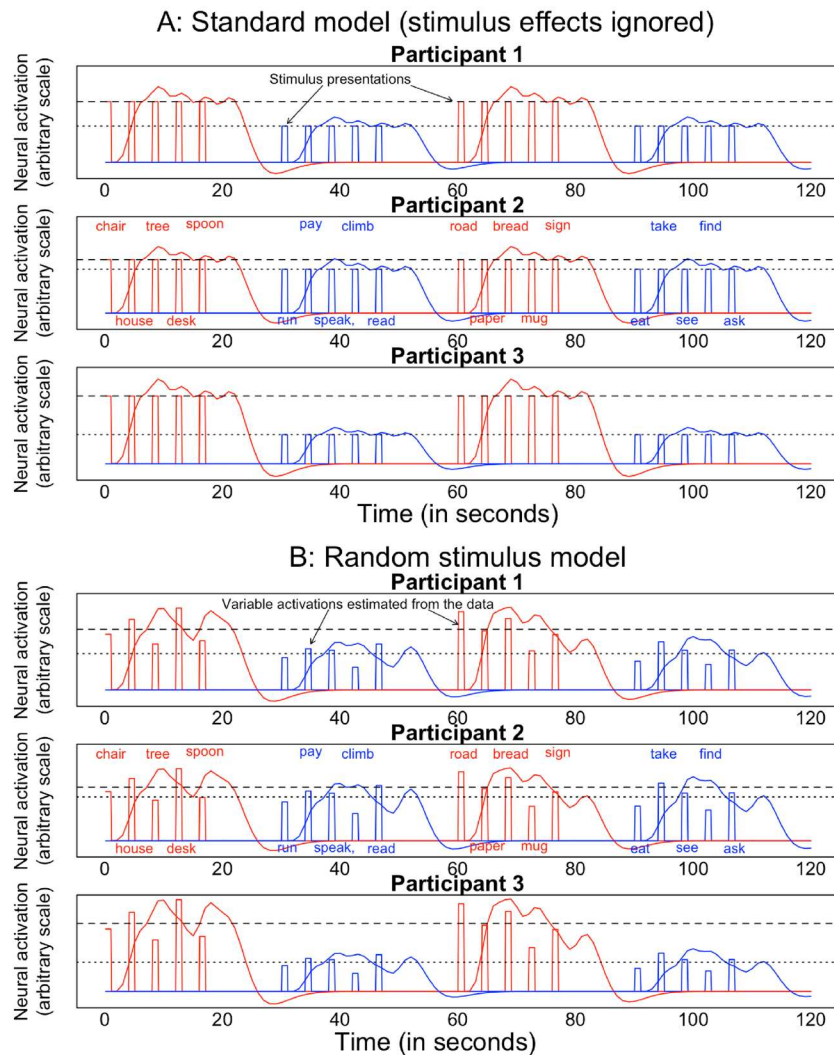 A: Standard model (stimulus effects ignored)
Participant 1
Neural activation
(arbitrary scale)
Stimulus presentations
0 20 40 60 80 100 120
Participant 2
Neural activation
(arbitrary scale)
chair tree spoon pay climb road bread sign take find
house desk run speak, read paper mug eat see ask
0 20 40 60 80 100 120
Participant 3
Neural activation
(arbitrary scale)
0 20 40 60 80 100 120
Time (in seconds)
B: Random stimulus model
Participant 1
Neural activation
(arbitrary scale)
Variable activations estimated from the data
0 20 40 60 80 100 120
Participant 2
Neural activation
(arbitrary scale)
chair tree spoon pay climb road bread sign take find
house desk run speak, read paper mug eat see ask
0 20 40 60 80 100 120
Participant 3
Neural activation
(arbitrary scale)
0 20 40 60 80 100 120
Time (in seconds)